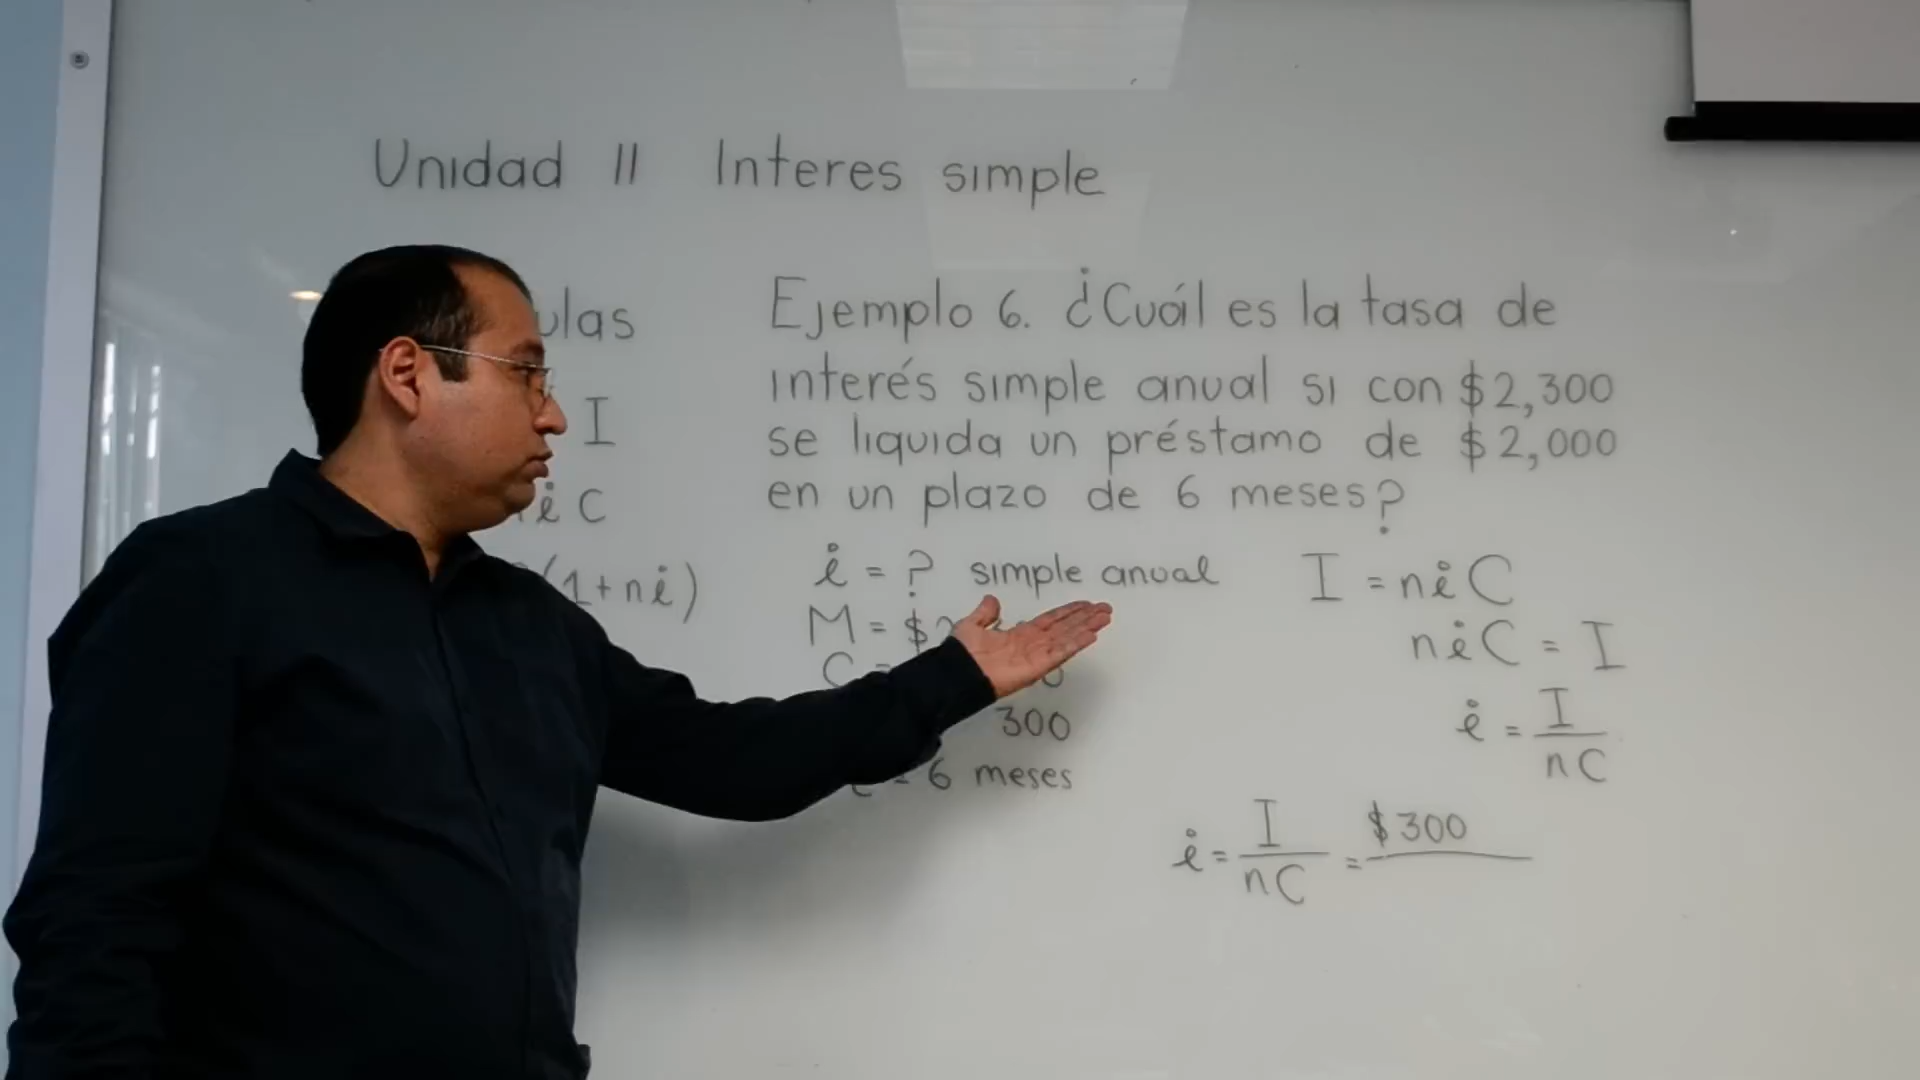 Unidad II Interes simple
ulas
I
i C
(1+ni)
Ejemplo 6. ¿Cuál es la tasa de
interés simple anual si con $2,300
se liquida un préstamo de $2,000
en un plazo de 6 meses?
i = ? simple anual
M = $2
C =
300
= 6 meses
I = niC
niC = I
i = I
nC
i = I = $300
nC